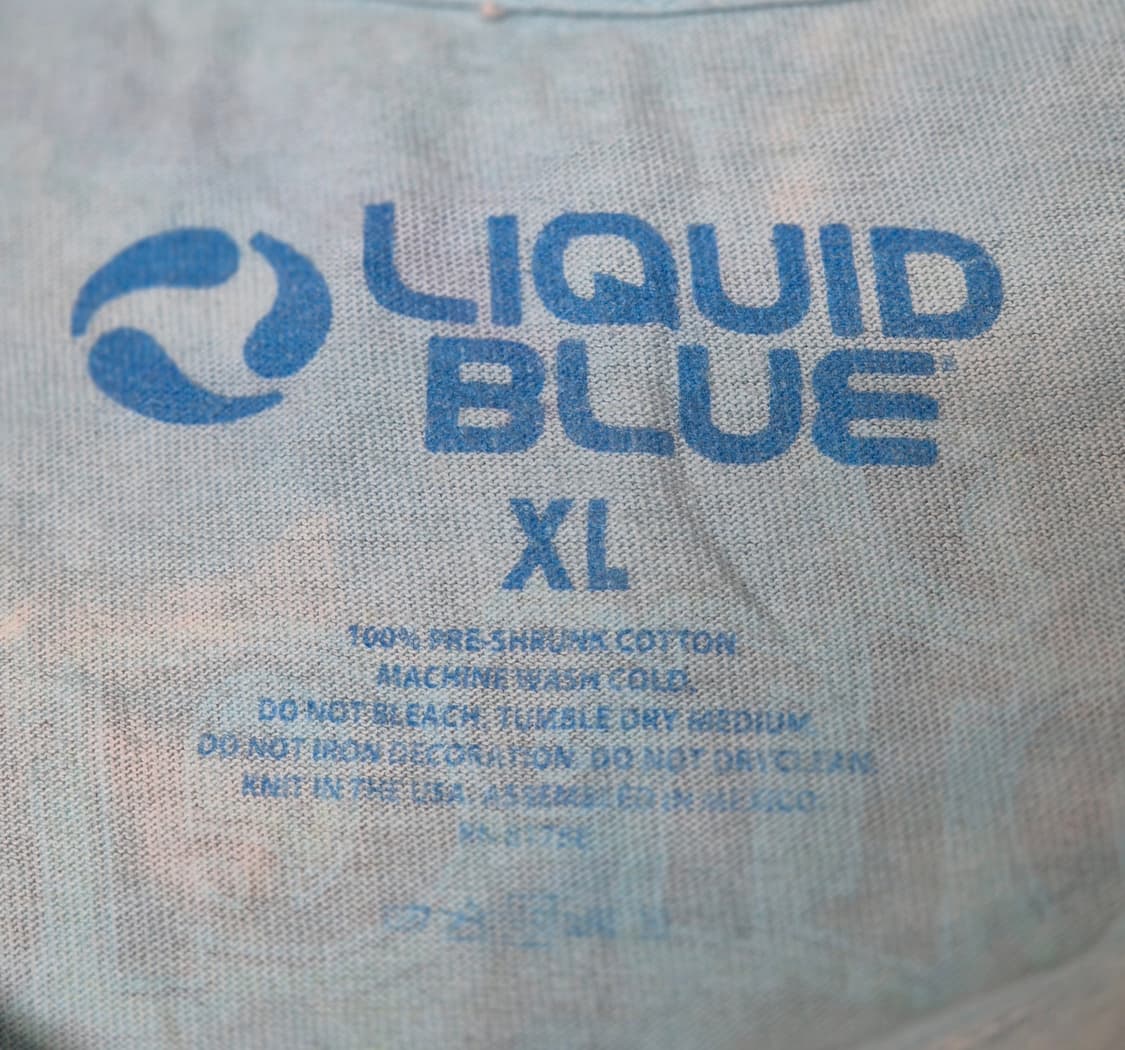 LIQUID
BLUE
XL
100% PRE-SHRUNK COTTON
MACHINE WASH COLD.
DO NOT BLEACH. TUMBLE DRY MEDIUM.
DO NOT IRON DECORATION. DO NOT DRYCLEAN.
KNIT IN THE USA. ASSEMBLED IN MEXICO.